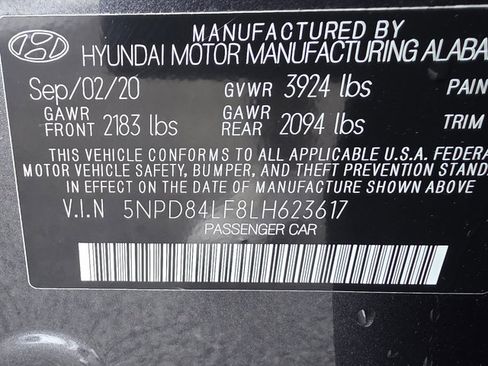 MANUFACTURED BY
HYUNDAI MOTOR MANUFACTURING ALABA
Sep/02/20 GVWR 3924 lbs PAIN
GAWR FRONT 2183 lbs GAWR REAR 2094 lbs TRIM
THIS VEHICLE CONFORMS TO ALL APPLICABLE U.S.A. FEDERA
MOTOR VEHICLE SAFETY, BUMPER, AND THEFT PREVENTION STANDA
IN EFFECT ON THE DATE OF MANUFACTURE SHOWN ABOVE
V.I.N 5NPD84LF8LH623617
PASSENGER CAR